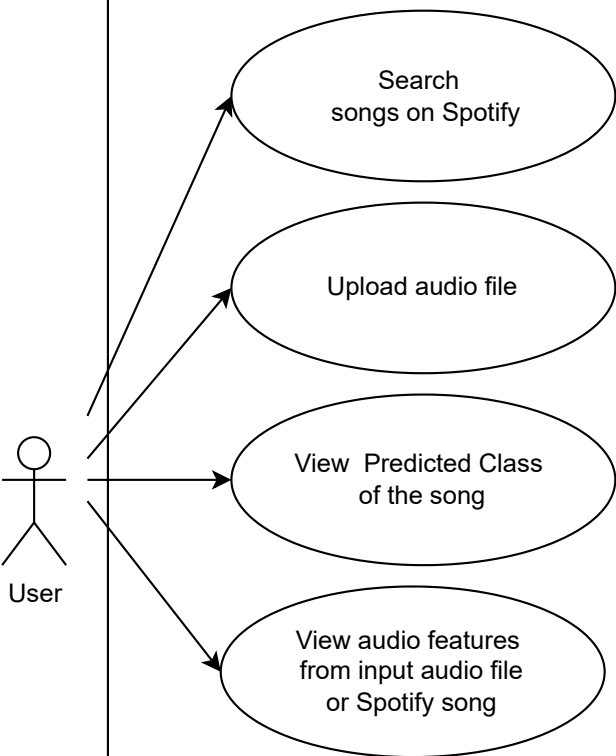 Search
songs on Spotify
Upload audio file
View  Predicted Class
of the song
User
View audio features
from input audio file
or Spotify song